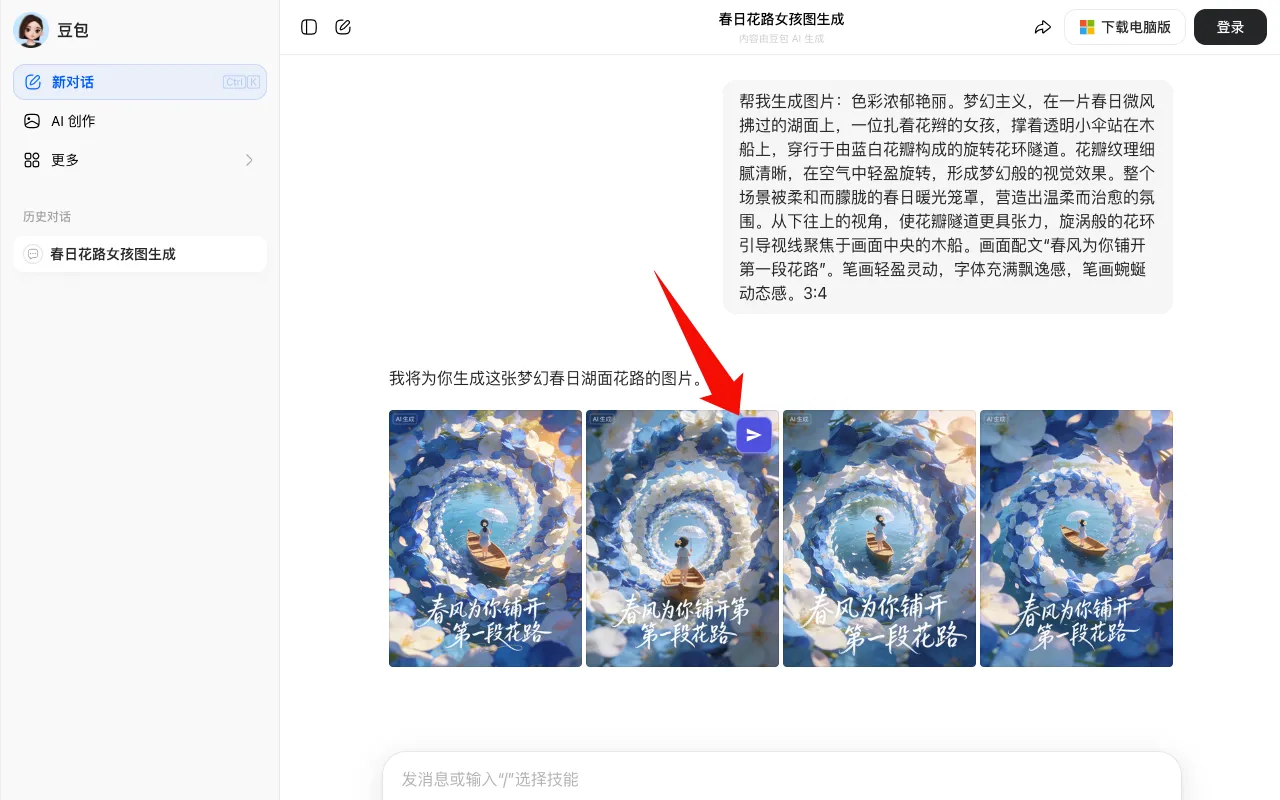 豆包
新对话
Ctrl K
AI 创作
更多
历史对话
春日花路女孩图生成
春日花路女孩图生成
内容由豆包 AI 生成
下载电脑版
登录
帮我生成图片：色彩浓郁艳丽。梦幻主义，在一片春日微风
拂过的湖面上，一位扎着花辫的女孩，撑着透明小伞站在木
船上，穿行于由蓝白花瓣构成的旋转花环隧道。花瓣纹理细
腻清晰，在空气中轻盈旋转，形成梦幻般的视觉效果。整个
场景被柔和而朦胧的春日暖光笼罩，营造出温柔而治愈的氛
围。从下往上的视角，使花瓣隧道更具张力，旋涡般的花环
引导视线聚焦于画面中央的木船。画面配文“春风为你铺开
第一段花路”。笔画轻盈灵动，字体充满飘逸感，笔画蜿蜒
动态感。3:4
我将为你生成这张梦幻春日湖面花路的图片。
AI 生成
春风为你铺开
第一段花路
AI 生成
春风为你铺开第
第一段花路
AI 生成
春风为你铺开
第一段花路
AI 生成
春风为你铺开
第一段花路
发消息或输入“/”选择技能